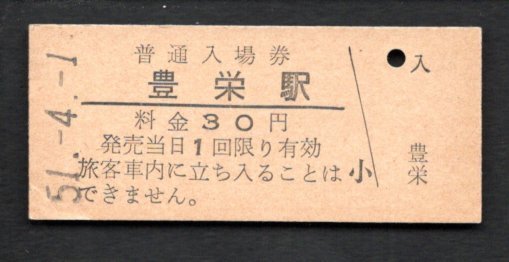 51.-4.-1
普通入場券
豊栄駅
料金30円
発売当日1回限り有効
旅客車内に立ち入ることは
できません。
小
入
豊栄